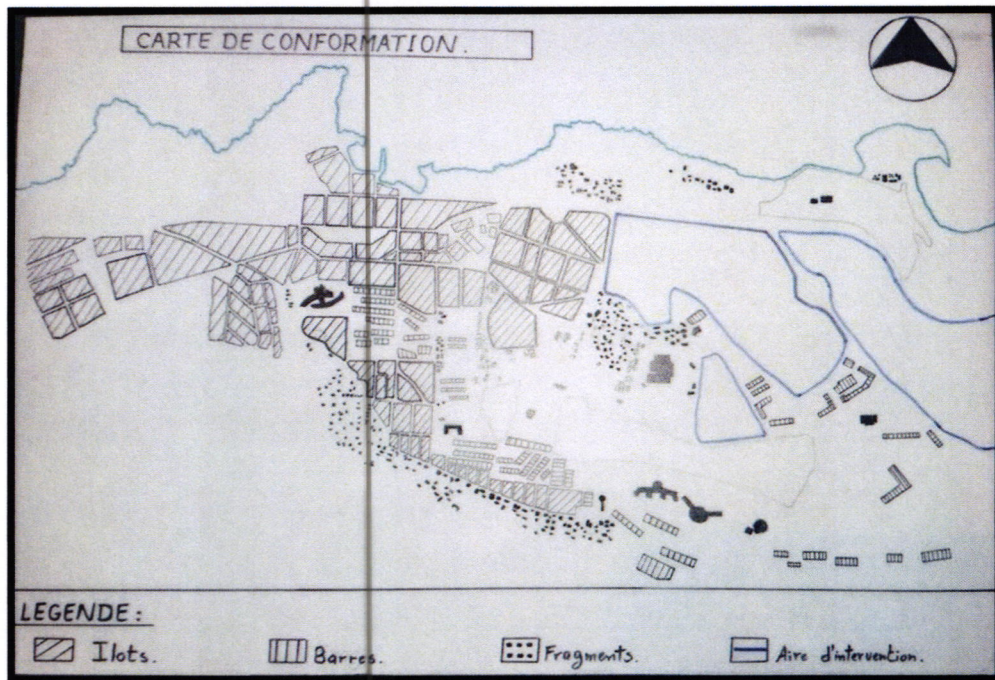 CARTE DE CONFORMATION.
LEGENDE :
Ilots.
Barres.
Fragments.
Aire d'intervention.